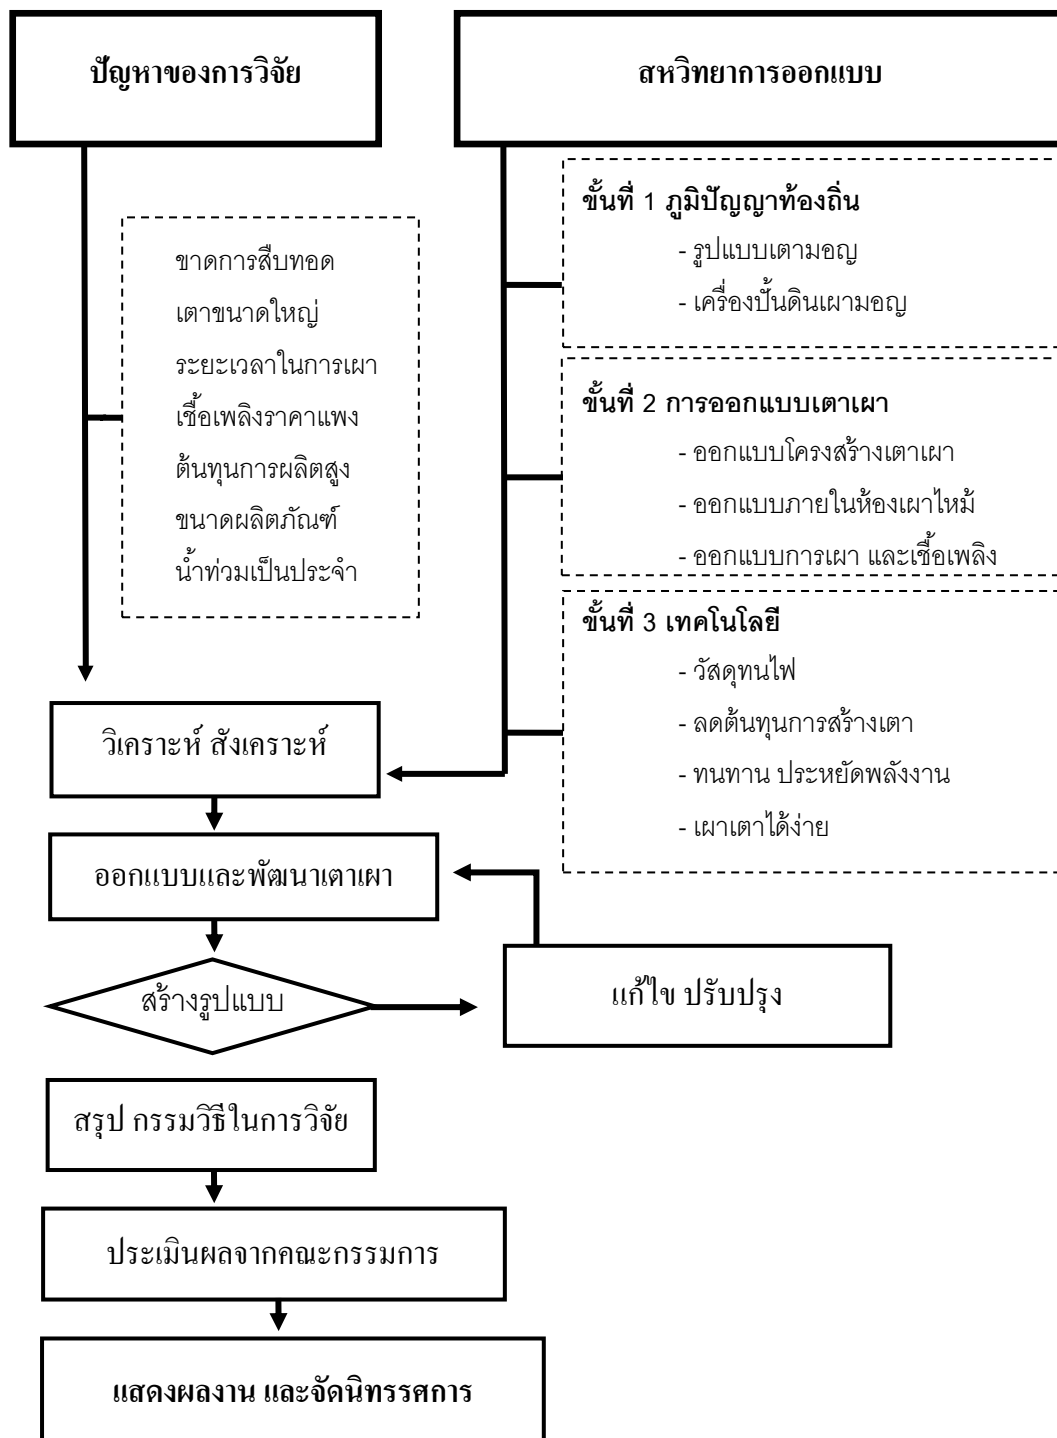 ปัญหาของการวิจัย
ขาดการสืบทอด
เตาขนาดใหญ่
ระยะเวลาในการเผา
เชื้อเพลิงราคาแพง
ต้นทุนการผลิตสูง
ขนาดผลิตภัณฑ์
น้ำท่วมเป็นประจำ
สหวิทยาการออกแบบ
ขั้นที่ 1 ภูมิปัญญาท้องถิ่น
- รูปแบบเตามอญ
- เครื่องปั้นดินเผามอญ
ขั้นที่ 2 การออกแบบเตาเผา
- ออกแบบโครงสร้างเตาเผา
- ออกแบบภายในห้องเผาไหม้
- ออกแบบการเผา และเชื้อเพลิง
ขั้นที่ 3 เทคโนโลยี
- วัสดุทนไฟ
- ลดต้นทุนการสร้างเตา
- ทนทาน ประหยัดพลังงาน
- เผาเตาได้ง่าย
วิเคราะห์ สังเคราะห์
ออกแบบและพัฒนาเตาเผา
สร้างรูปแบบ
แก้ไข ปรับปรุง
สรุป กรรมวิธีในการวิจัย
ประเมินผลจากคณะกรรมการ
แสดงผลงาน และจัดนิทรรศการ